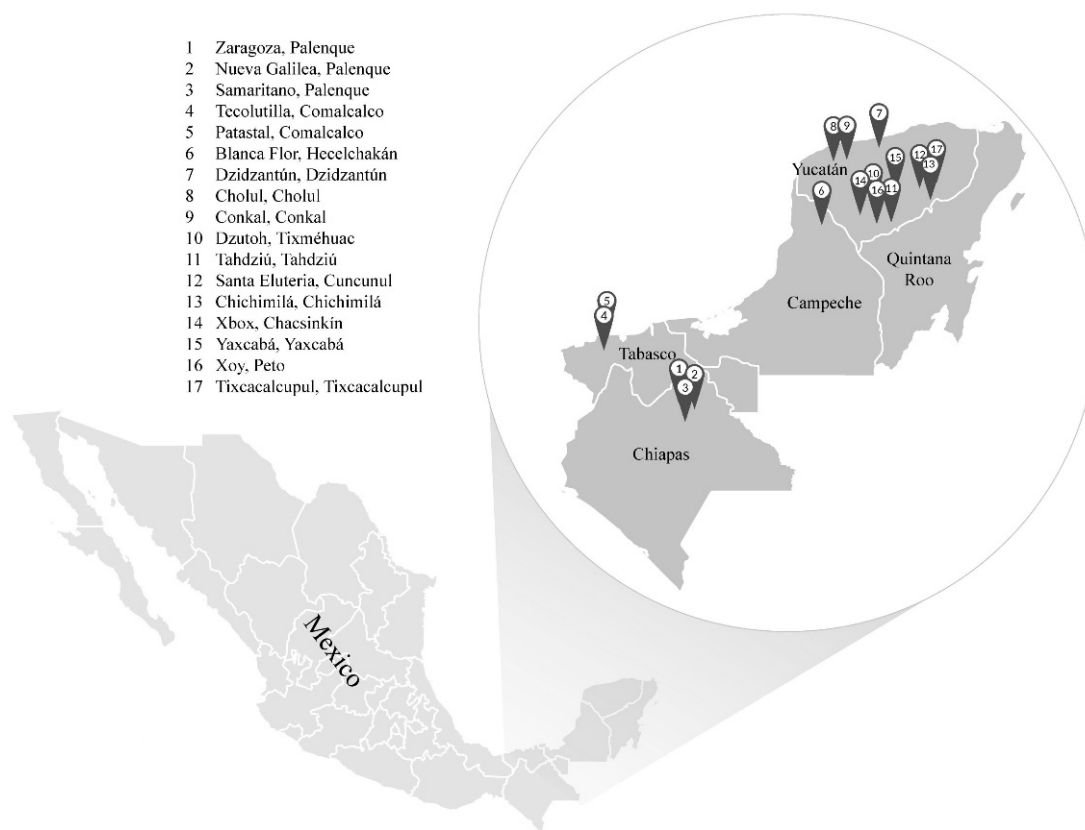 1 Zaragoza, Palenque
2 Nueva Galilea, Palenque
3 Samaritano, Palenque
4 Tecolutilla, Comalcalco
5 Patastal, Comalcalco
6 Blanca Flor, Hecelchakán
7 Dzidzantún, Dzidzantún
8 Cholul, Cholul
9 Conkal, Conkal
10 Dzutoh, Tixméhuac
11 Tahdziú, Tahdziú
12 Santa Eluteria, Cuncunul
13 Chichimilá, Chichimilá
14 Xbox, Chacsinkín
15 Yaxcabá, Yaxcabá
16 Xoy, Peto
17 Tixcacalcupul, Tixcacalcupul
7
8 9
12 17
15
13
Yucatán
10
14
16 11
6
Quintana
Roo
Campeche
5
4
Tabasco
1
2
3
Chiapas
Mexico